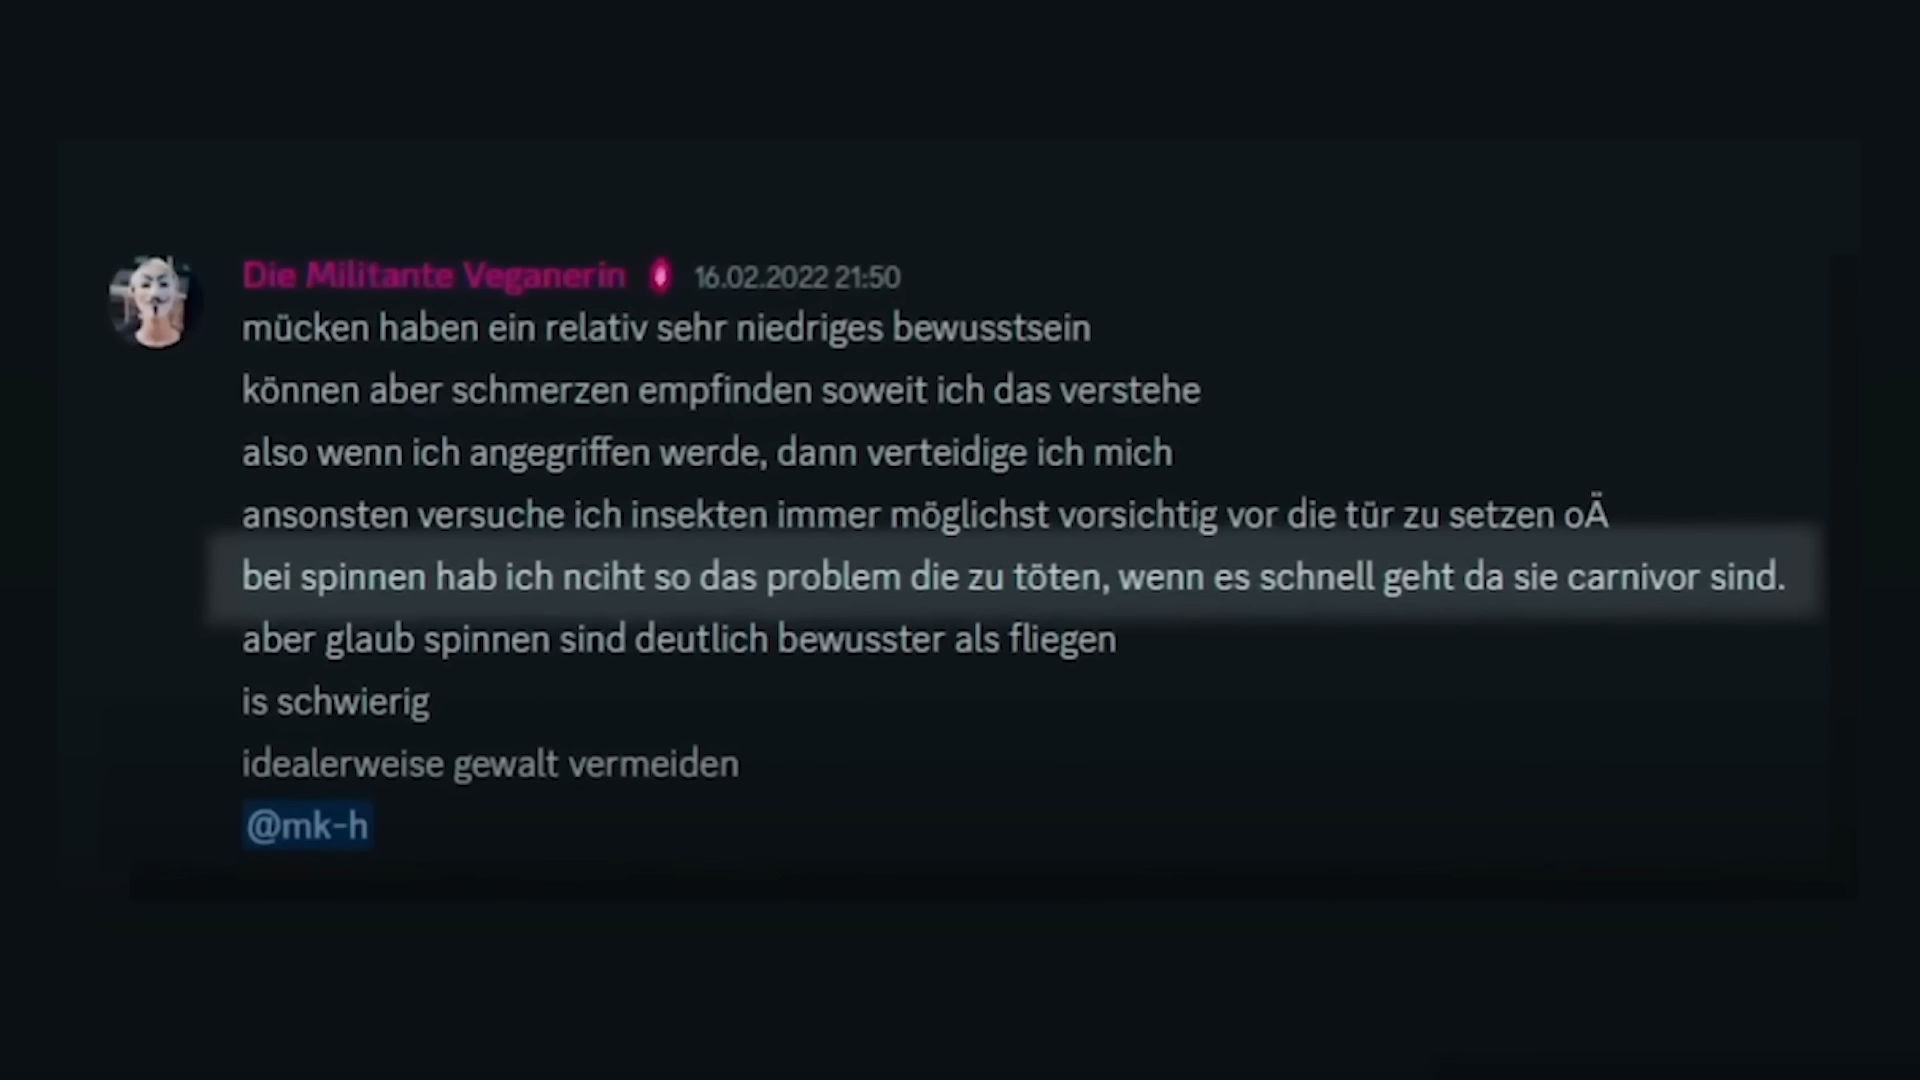 Die Militante Veganerin 16.02.2022 21:50
mücken haben ein relativ sehr niedriges bewusstsein
können aber schmerzen empfinden soweit ich das verstehe
also wenn ich angegriffen werde, dann verteidige ich mich
ansonsten versuche ich insekten immer möglichst vorsichtig vor die tür zu setzen oÄ
bei spinnen hab ich nciht so das problem die zu töten, wenn es schnell geht da sie carnivor sind.
aber glaub spinnen sind deutlich bewusster als fliegen
is schwierig
idealerweise gewalt vermeiden
@mk-h